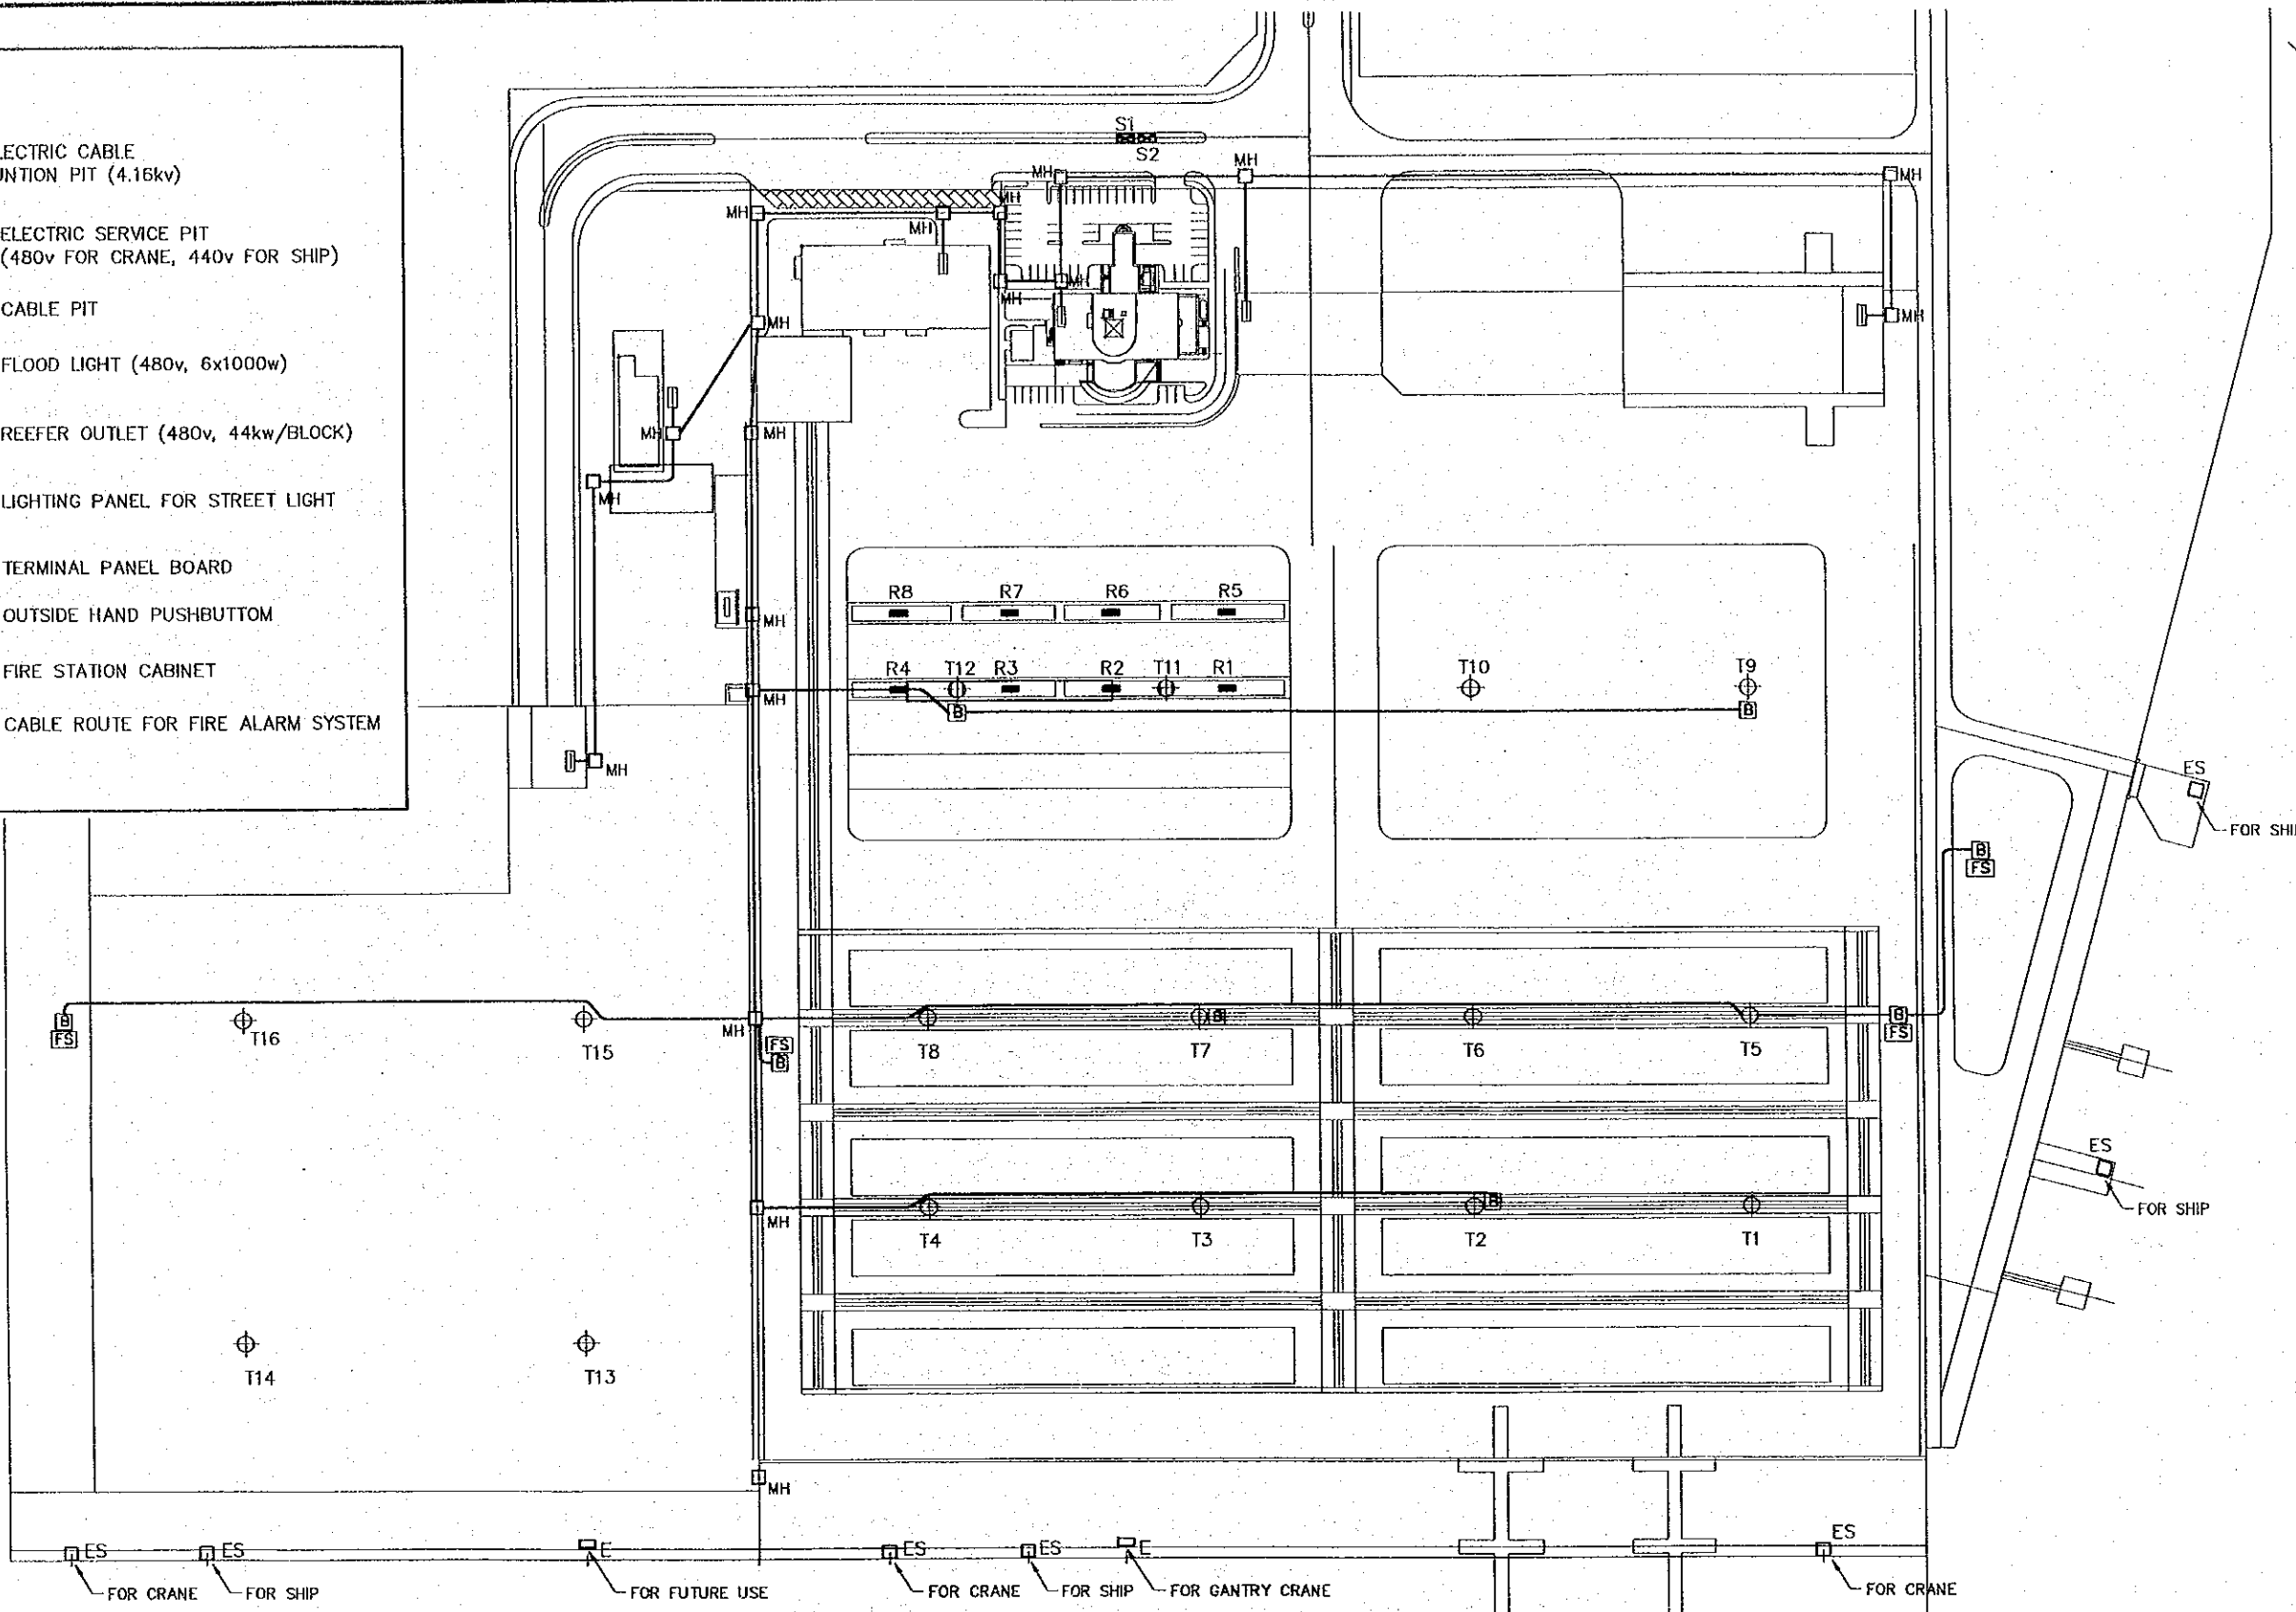 LECTRIC CABLE
UNTION PIT (4.16kv)
ELECTRIC SERVICE PIT
(480v FOR CRANE, 440v FOR SHIP)
CABLE PIT
FLOOD LIGHT (480v, 6x1000w)
REEFER OUTLET (480v, 44kw/BLOCK)
LIGHTING PANEL FOR STREET LIGHT
TERMINAL PANEL BOARD
OUTSIDE HAND PUSHBUTTOM
FIRE STATION CABINET
CABLE ROUTE FOR FIRE ALARM SYSTEM
S1
S2
MH
MH
MH
MH
MH
MH
MH
MH
MH
MH
MH
MH
MH
R8
R7
R6
R5
MH
R4
T12
R3
R2
T11
R1
T10
T9
MH
B
B
MH
ES
FOR SHI
B
FS
B
FS
T16
T15
MH
FS
B
T8
B
T7
T6
T5
B
FS
ES
FOR SHIP
MH
T4
T3
B
T2
T1
T14
T13
MH
ES
ES
E
ES
ES
E
ES
FOR CRANE
FOR SHIP
FOR FUTURE USE
FOR CRANE
FOR SHIP
FOR GANTRY CRANE
FOR CRANE